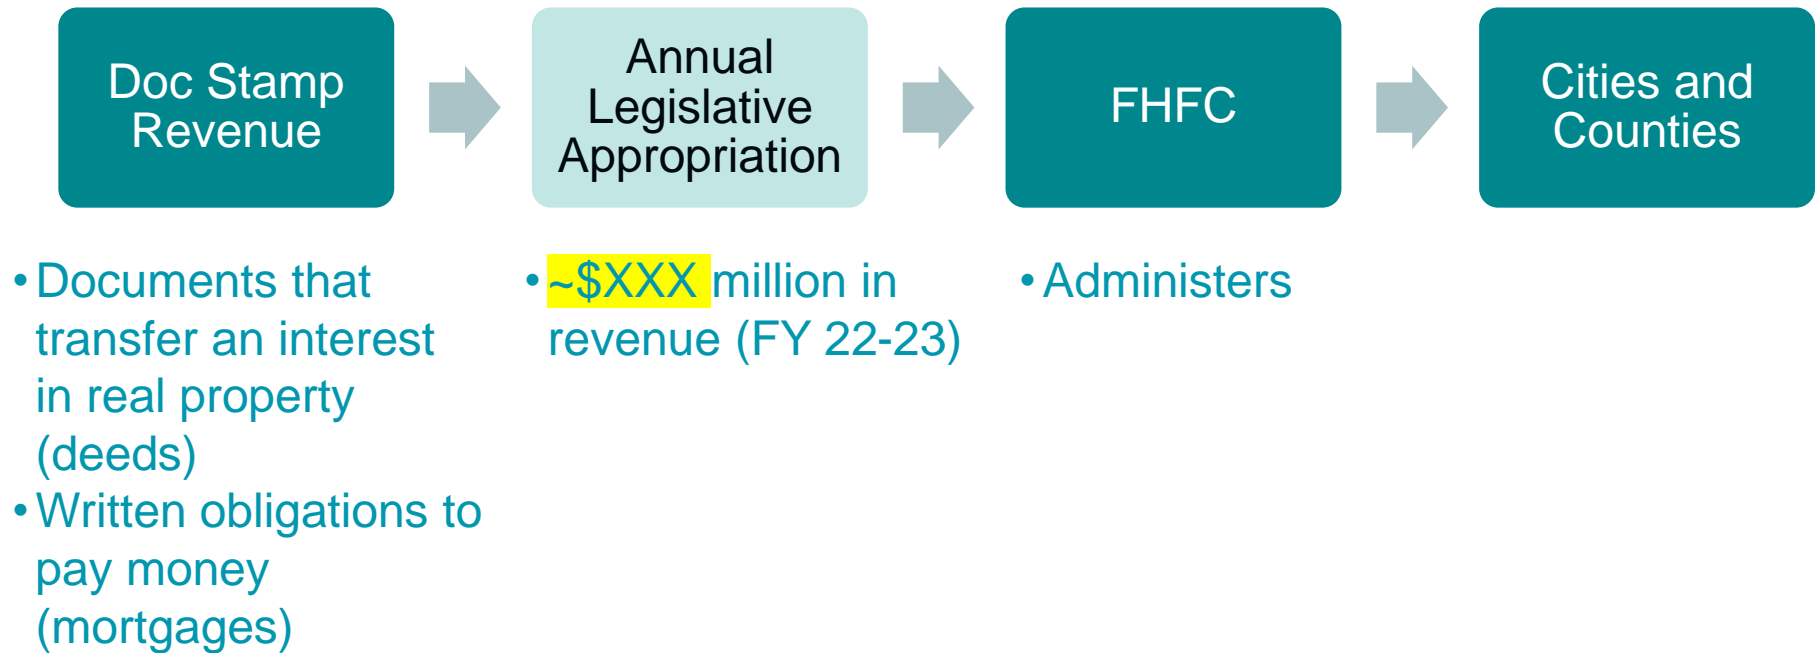 Doc Stamp
Revenue
Annual
Legislative
Appropriation
FHFC
Cities and
Counties
•Documents that
transfer an interest
in real property
(deeds)
•Written obligations to
pay money
(mortgages)
•~$XXX million in
revenue (FY 22-23)
•Administers